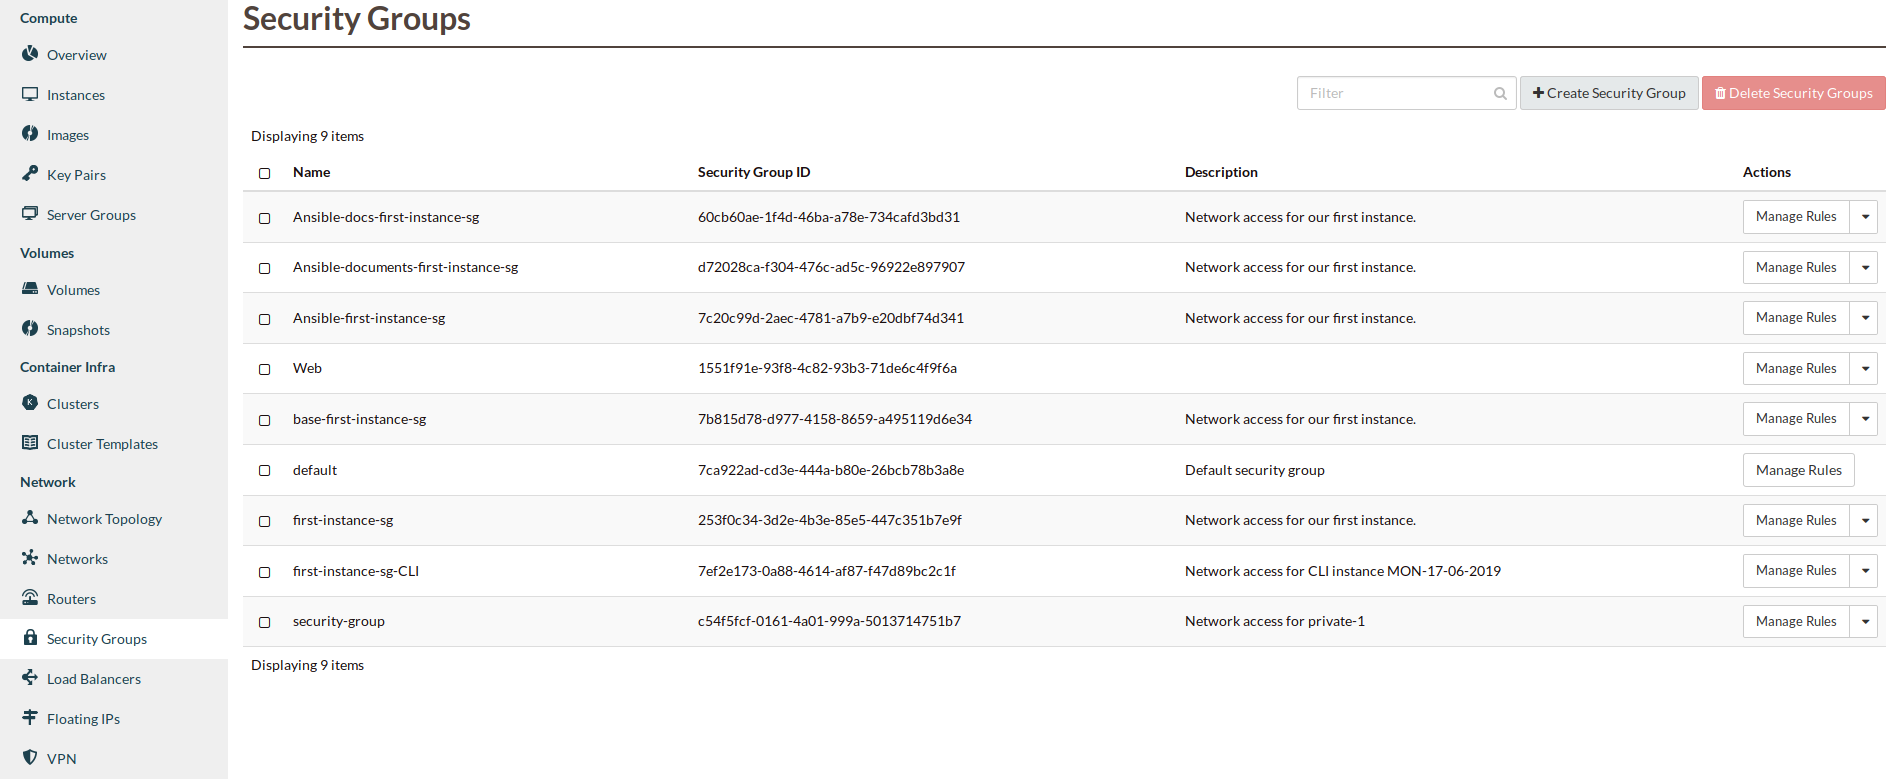 Compute
Overview
Instances
Images
Key Pairs
Server Groups
Volumes
Volumes
Snapshots
Container Infra
Clusters
Cluster Templates
Network
Network Topology
Networks
Routers
Security Groups
Load Balancers
Floating IPs
VPN
Security Groups
Filter Create Security Group Delete Security Groups
Displaying 9 items
Name Security Group ID Description Actions
Ansible-docs-first-instance-sg 60cb60ae-1f4d-46ba-a78e-734cafd3bd31 Network access for our first instance. Manage Rules
Ansible-documents-first-instance-sg d72028ca-f304-476c-ad5c-96922e897907 Network access for our first instance. Manage Rules
Ansible-first-instance-sg 7c20c99d-2aec-4781-a7b9-e20dbf74d341 Network access for our first instance. Manage Rules
Web 1551f91e-93f8-4c82-93b3-71de6c4f9f6a Manage Rules
base-first-instance-sg 7b815d78-d977-4158-8659-a495119d6e34 Network access for our first instance. Manage Rules
default 7ca922ad-cd3e-444a-b80e-26bcb78b3a8e Default security group Manage Rules
first-instance-sg 253f0c34-3d2e-4b3e-85e5-447c351b7e9f Network access for our first instance. Manage Rules
first-instance-sg-CLI 7ef2e173-0a88-4614-af87-f47d89bc2c1f Network access for CLI instance MON-17-06-2019 Manage Rules
security-group c54f5fcf-0161-4a01-999a-5013714751b7 Network access for private-1 Manage Rules
Displaying 9 items